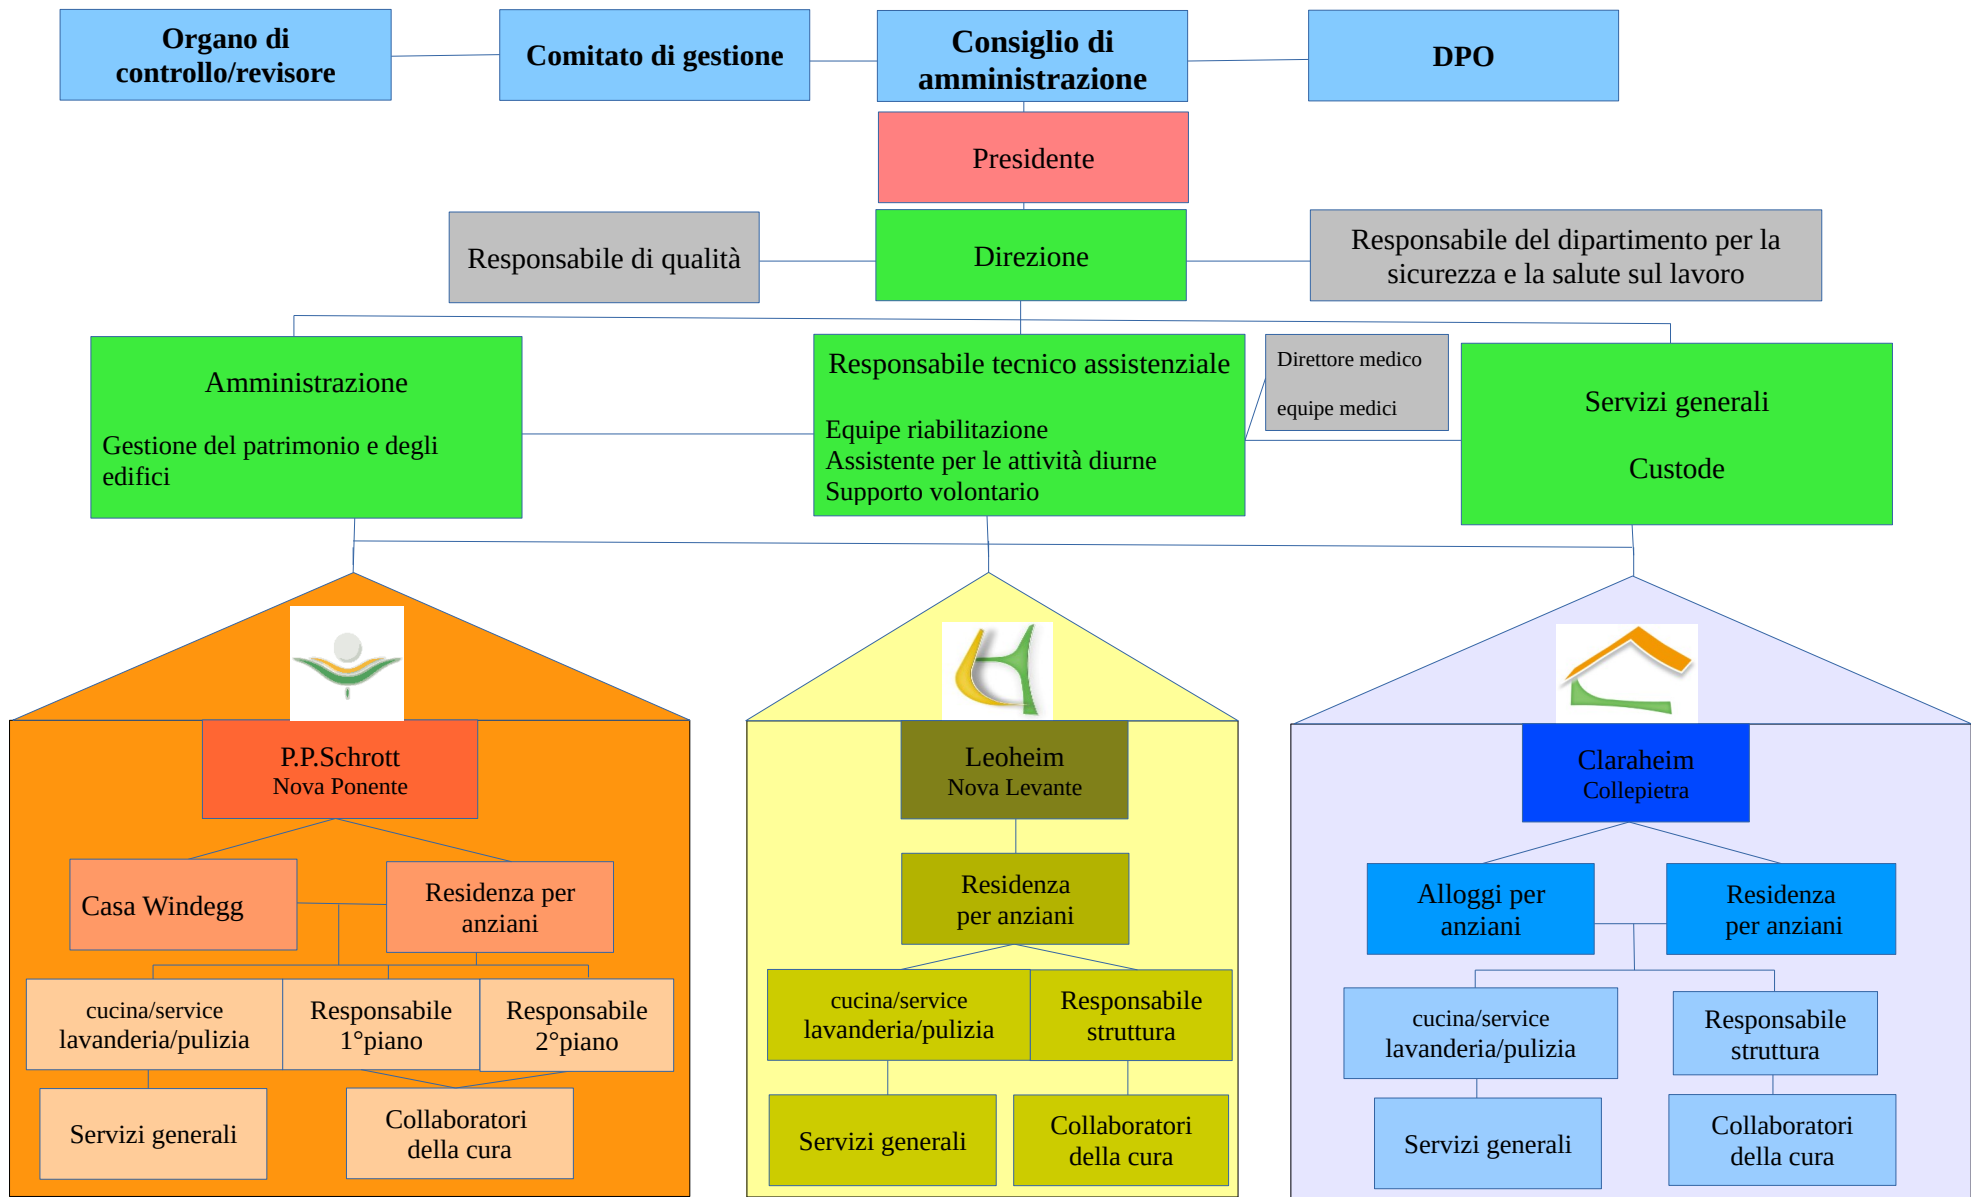 Organo di
controllo/revisore
Comitato di gestione
Consiglio di
amministrazione
DPO
Presidente
Responsabile di qualità
Direzione
Responsabile del dipartimento per la
sicurezza e la salute sul lavoro
Amministrazione
Gestione del patrimonio e degli
edifici
Responsabile tecnico assistenziale
Equipe riabilitazione
Assistente per le attività diurne
Supporto volontario
Direttore medico
equipe medici
Servizi generali
Custode
P.P.Schrott
Nova Ponente
Casa Windegg
Residenza per
anziani
cucina/service
lavanderia/pulizia
Responsabile
1°piano
Responsabile
2°piano
Servizi generali
Collaboratori
della cura
Leoheim
Nova Levante
Residenza
per anziani
cucina/service
lavanderia/pulizia
Responsabile
struttura
Servizi generali
Collaboratori
della cura
Claraheim
Collepietra
Alloggi per
anziani
Residenza
per anziani
cucina/service
lavanderia/pulizia
Responsabile
struttura
Servizi generali
Collaboratori
della cura